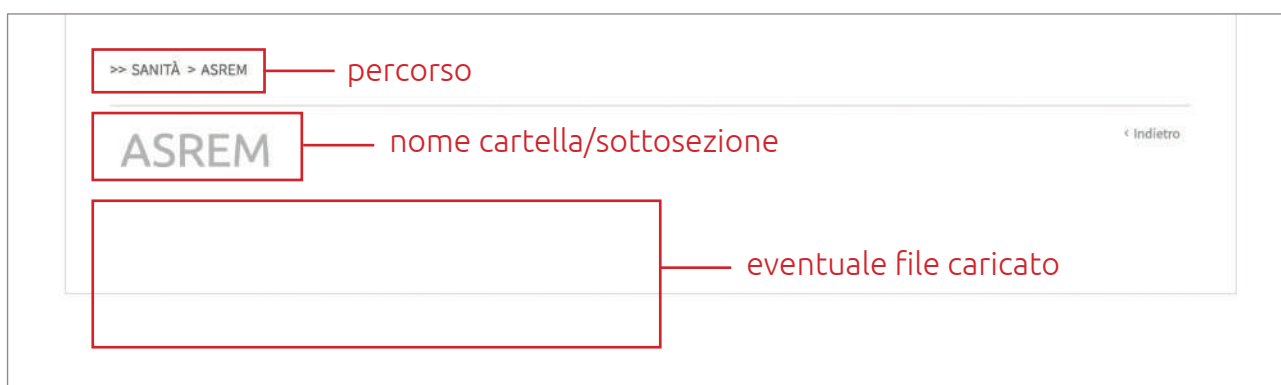 >> SANITÀ > ASREM
percorso
ASREM
nome cartella/sottosezione
< Indietro
eventuale file caricato